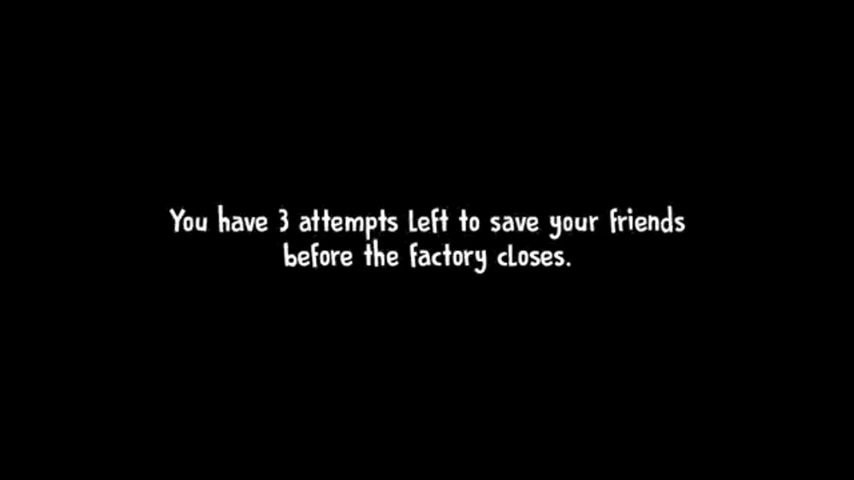 You have 3 attempts left to save your friends
before the factory closes.